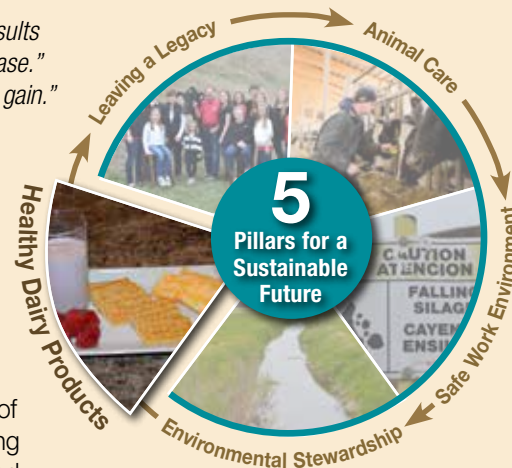 sults
ase."
gain."
Leaving a Legacy
Animal Care
Safe Work Environment
Environmental Stewardship
Healthy Dairy Products
5
Pillars for a
Sustainable
Future
CAUTION
ATENCION
FALLING
SILAG
CAYEN
ENSIL
of
ng